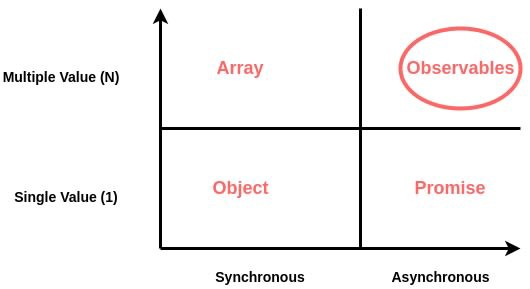 Array
Observables
Multiple Value (N)
Object
Promise
Single Value (1)
Synchronous
Asynchronous